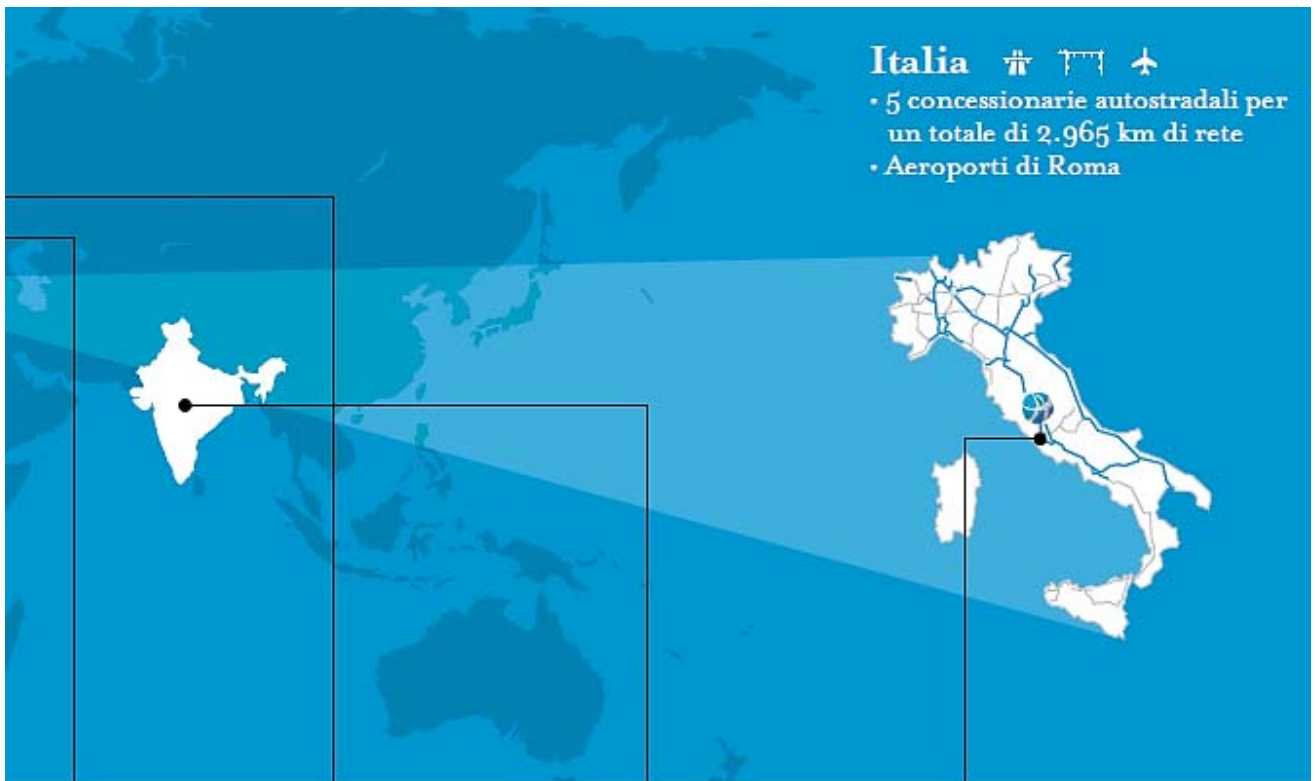 Italia
• 5 concessionarie autostradali per
un totale di 2.965 km di rete
• Aeroporti di Roma